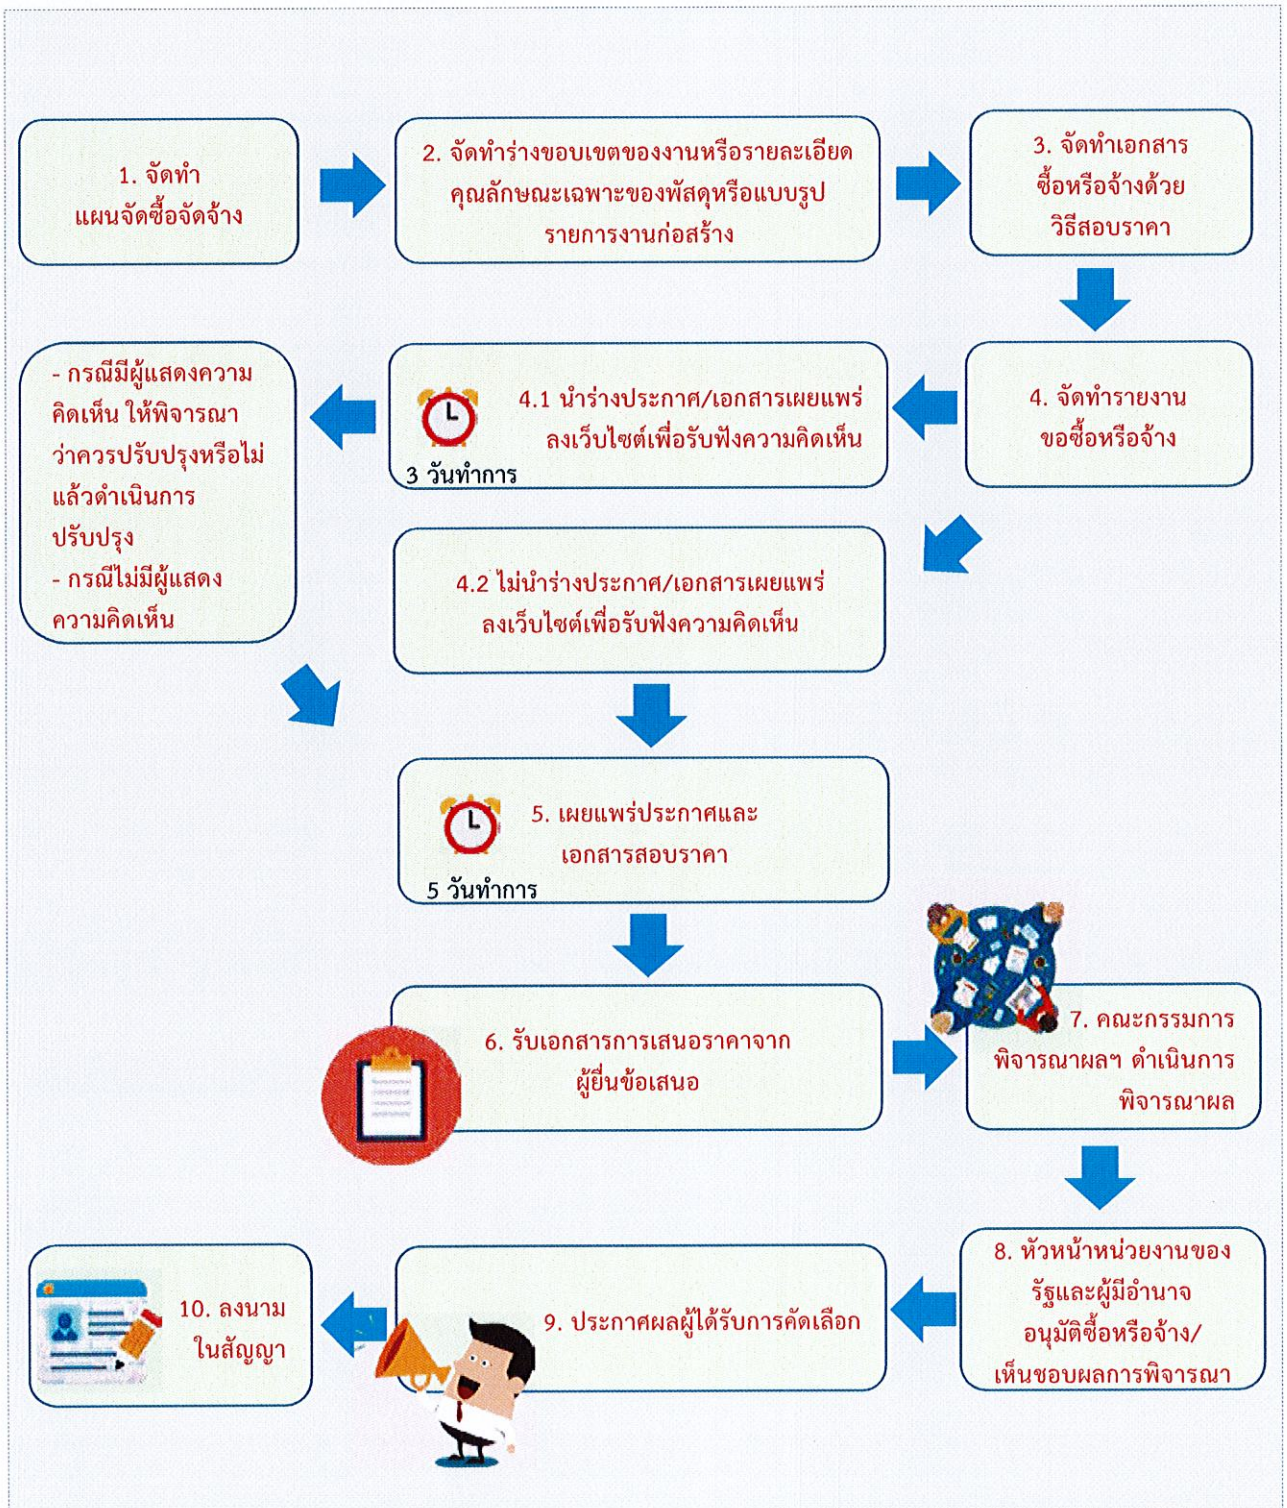 1. จัดทำ
แผนจัดซื้อจัดจ้าง
2. จัดทำร่างขอบเขตของงานหรือรายละเอียด
คุณลักษณะเฉพาะของพัสดุหรือแบบรูป
รายการงานก่อสร้าง
3. จัดทำเอกสาร
ซื้อหรือจ้างด้วย
วิธีสอบราคา
4. จัดทำรายงาน
ขอซื้อหรือจ้าง
4.1 นำร่างประกาศ/เอกสารเผยแพร่
ลงเว็บไซต์เพื่อรับฟังความคิดเห็น
3 วันทำการ
- กรณีมีผู้แสดงความ
คิดเห็น ให้พิจารณา
ว่าควรปรับปรุงหรือไม่
แล้วดำเนินการ
ปรับปรุง
- กรณีไม่มีผู้แสดง
ความคิดเห็น
4.2 ไม่นำร่างประกาศ/เอกสารเผยแพร่
ลงเว็บไซต์เพื่อรับฟังความคิดเห็น
5. เผยแพร่ประกาศและ
เอกสารสอบราคา
5 วันทำการ
6. รับเอกสารการเสนอราคาจาก
ผู้ยื่นข้อเสนอ
7. คณะกรรมการ
พิจารณาผลฯ ดำเนินการ
พิจารณาผล
8. หัวหน้าหน่วยงานของ
รัฐและผู้มีอำนาจ
อนุมัติซื้อหรือจ้าง/
เห็นชอบผลการพิจารณา
9. ประกาศผลผู้ได้รับการคัดเลือก
10. ลงนาม
ในสัญญา